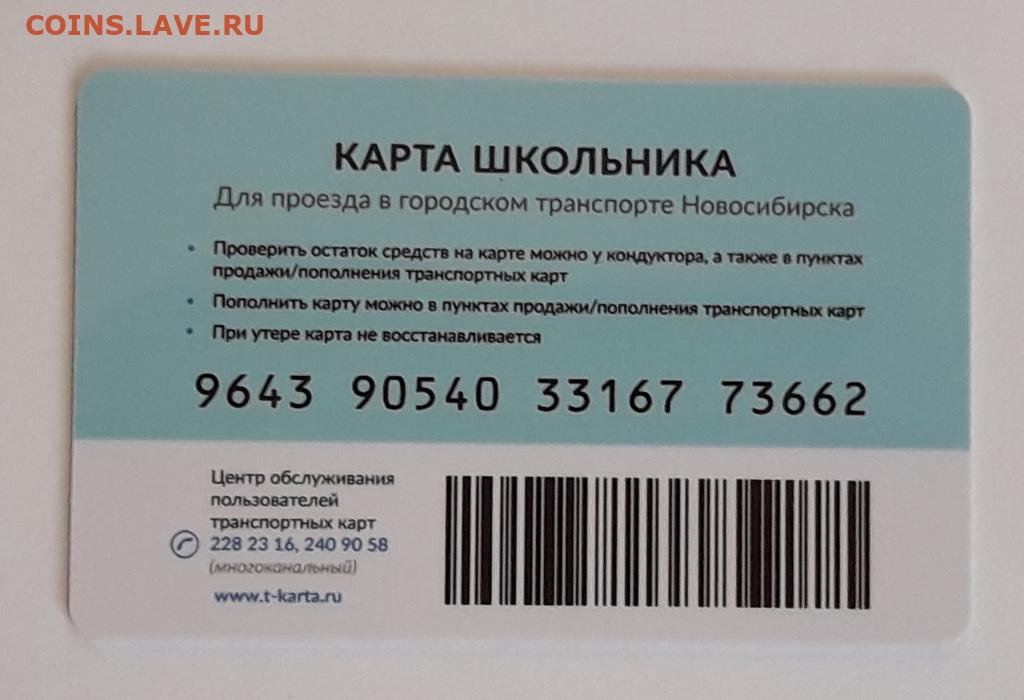 COINS.LAVE.RU
КАРТА ШКОЛЬНИКА
Для проезда в городском транспорте Новосибирска
• Проверить остаток средств на карте можно у кондуктора, а также в пунктах
продажи/пополнения транспортных карт
• Пополнить карту можно в пунктах продажи/пополнения транспортных карт
• При утере карта не восстанавливается
9643 90540 33167 73662
Центр обслуживания
пользователей
транспортных карт
228 23 16, 240 90 58
(многоканальный)
www.t-karta.ru